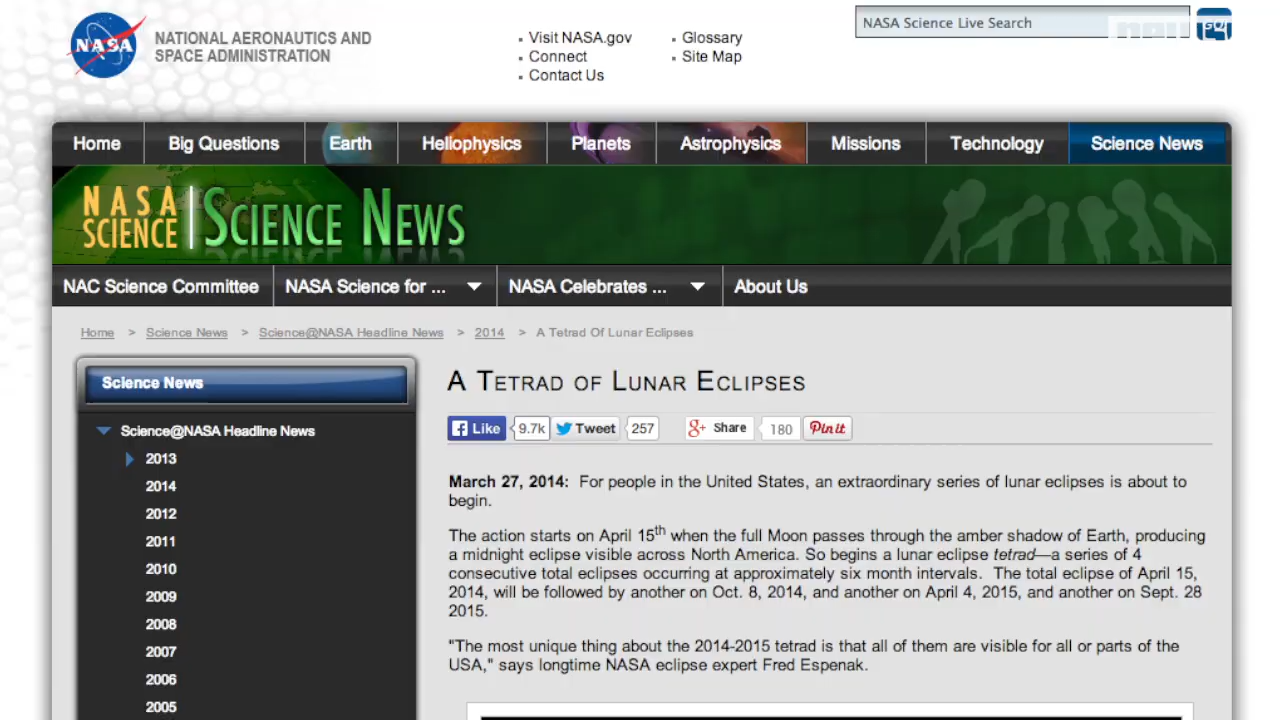 NASA
NATIONAL AERONAUTICS AND
SPACE ADMINISTRATION
Visit NASA.gov
Connect
Contact Us
Glossary
Site Map
NASA Science Live Search
Home
Big Questions
Earth
Heliophysics
Planets
Astrophysics
Missions
Technology
Science News
NASA
SCIENCE
SCIENCE NEWS
NAC Science Committee
NASA Science for ...
NASA Celebrates ...
About Us
Home > Science News > Science@NASA Headline News > 2014 > A Tetrad Of Lunar Eclipses
Science News
Science@NASA Headline News
2013
2014
2012
2011
2010
2009
2008
2007
2006
2005
A TETRAD OF LUNAR ECLIPSES
Like 9.7k Tweet 257 Share 180 Pin it
March 27, 2014: For people in the United States, an extraordinary series of lunar eclipses is about to
begin.
The action starts on April 15th when the full Moon passes through the amber shadow of Earth, producing
a midnight eclipse visible across North America. So begins a lunar eclipse tetrad—a series of 4
consecutive total eclipses occurring at approximately six month intervals. The total eclipse of April 15,
2014, will be followed by another on Oct. 8, 2014, and another on April 4, 2015, and another on Sept. 28
2015.
"The most unique thing about the 2014-2015 tetrad is that all of them are visible for all or parts of the
USA," says longtime NASA eclipse expert Fred Espenak.